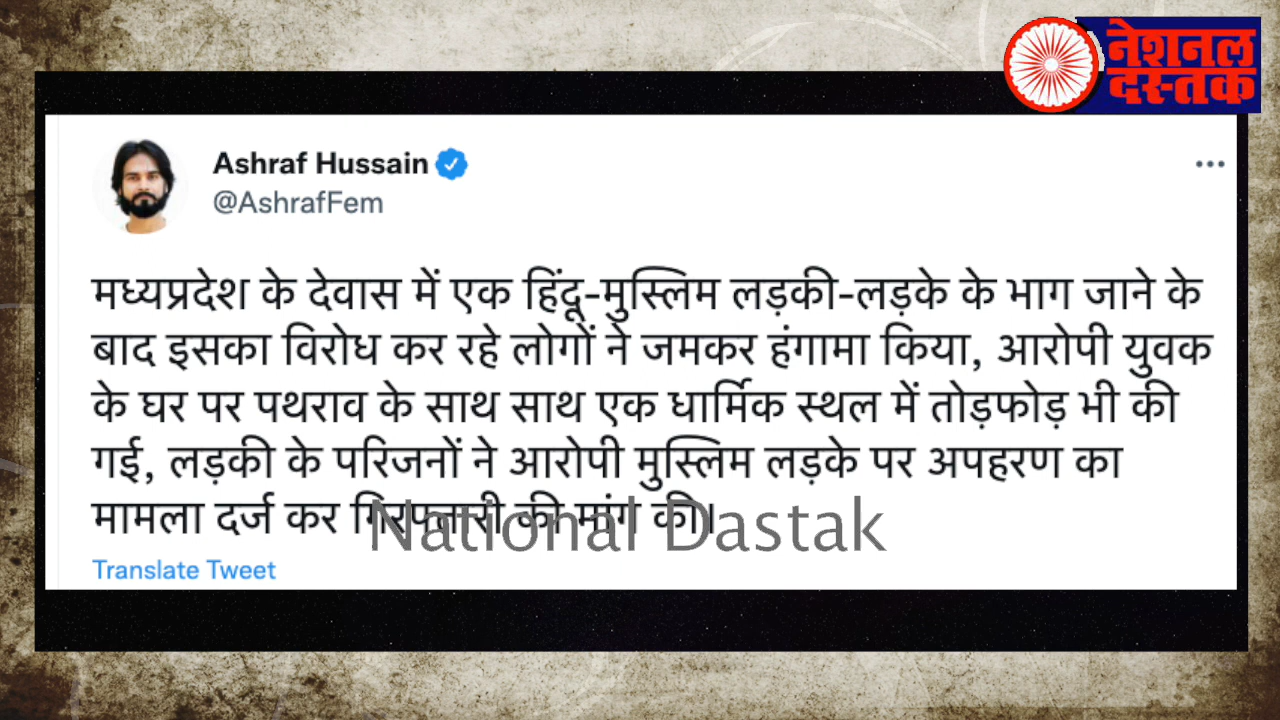 नेशनल
दस्तक
Ashraf Hussain
@AshrafFem
मध्यप्रदेश के देवास में एक हिंदू-मुस्लिम लड़की-लड़के के भाग जाने के
बाद इसका विरोध कर रहे लोगों ने जमकर हंगामा किया, आरोपी युवक
के घर पर पथराव के साथ साथ एक धार्मिक स्थल में तोड़फोड़ भी की
गई, लड़की के परिजनों ने आरोपी मुस्लिम लड़के पर अपहरण का
मामला दर्ज कर गिरफ्तारी की मांग की।
National Dastak
Translate Tweet